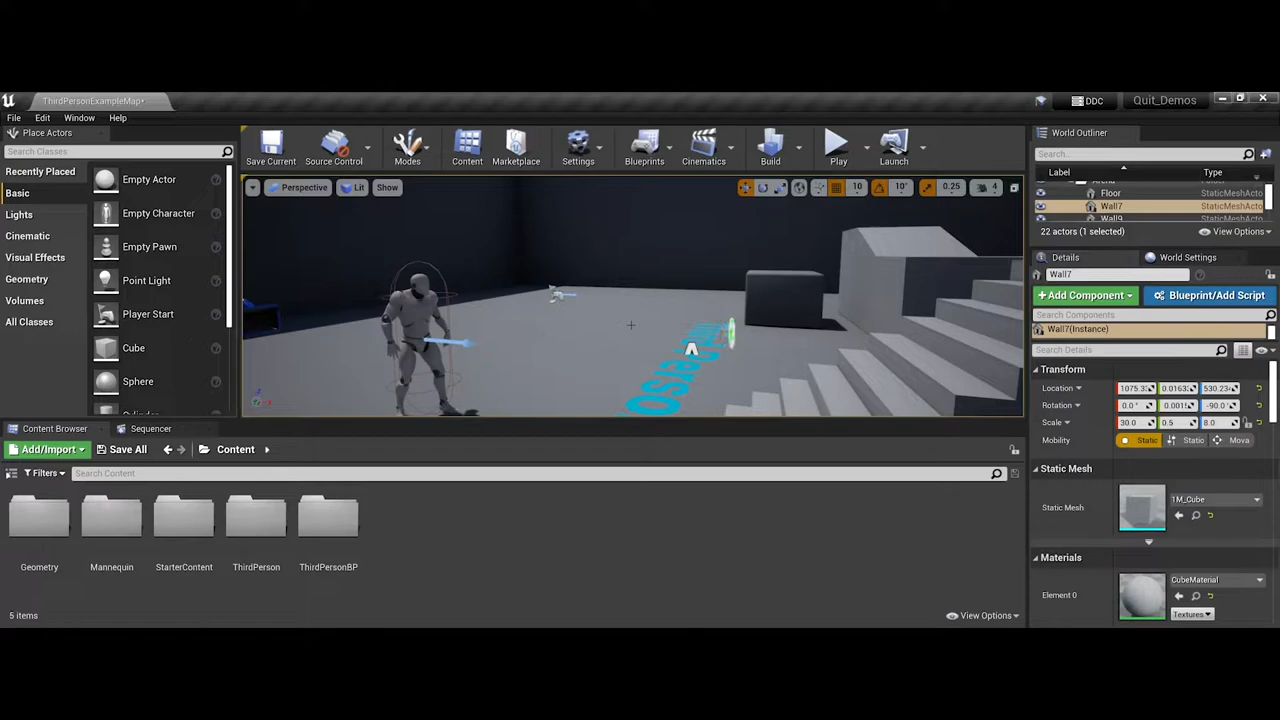 ThirdPersonExampleMap*
DDC
Quit_Demos
File Edit Window Help
Place Actors
Search Classes
Recently Placed
Basic
Lights
Cinematic
Visual Effects
Geometry
Volumes
All Classes
Empty Actor
Empty Character
Empty Pawn
Point Light
Player Start
Cube
Sphere
Save Current
Source Control
Modes
Content
Marketplace
Settings
Blueprints
Cinematics
Build
Play
Launch
Perspective
Lit
Show
10
10°
0.25
4
World Outliner
Search...
Label
Type
Floor StaticMeshActo
Wall7 StaticMeshActo
Wall9 StaticMeshActo
22 actors (1 selected)
View Options
Details
World Settings
Wall7
+Add Component
Blueprint/Add Script
Search Components
Wall7(Instance)
Search Details
Transform
Location
Rotation 0.0 ° -90.0 °
Scale 30.0 0.5 8.0
Mobility Static Static Mova
Static Mesh
Static Mesh 1M_Cube
Materials
Element 0 CubeMaterial
Textures
Content Browser
Sequencer
Add/Import
Save All
Content
Filters
Search Content
Geometry
Mannequin
StarterContent
ThirdPerson
ThirdPersonBP
5 items
View Options